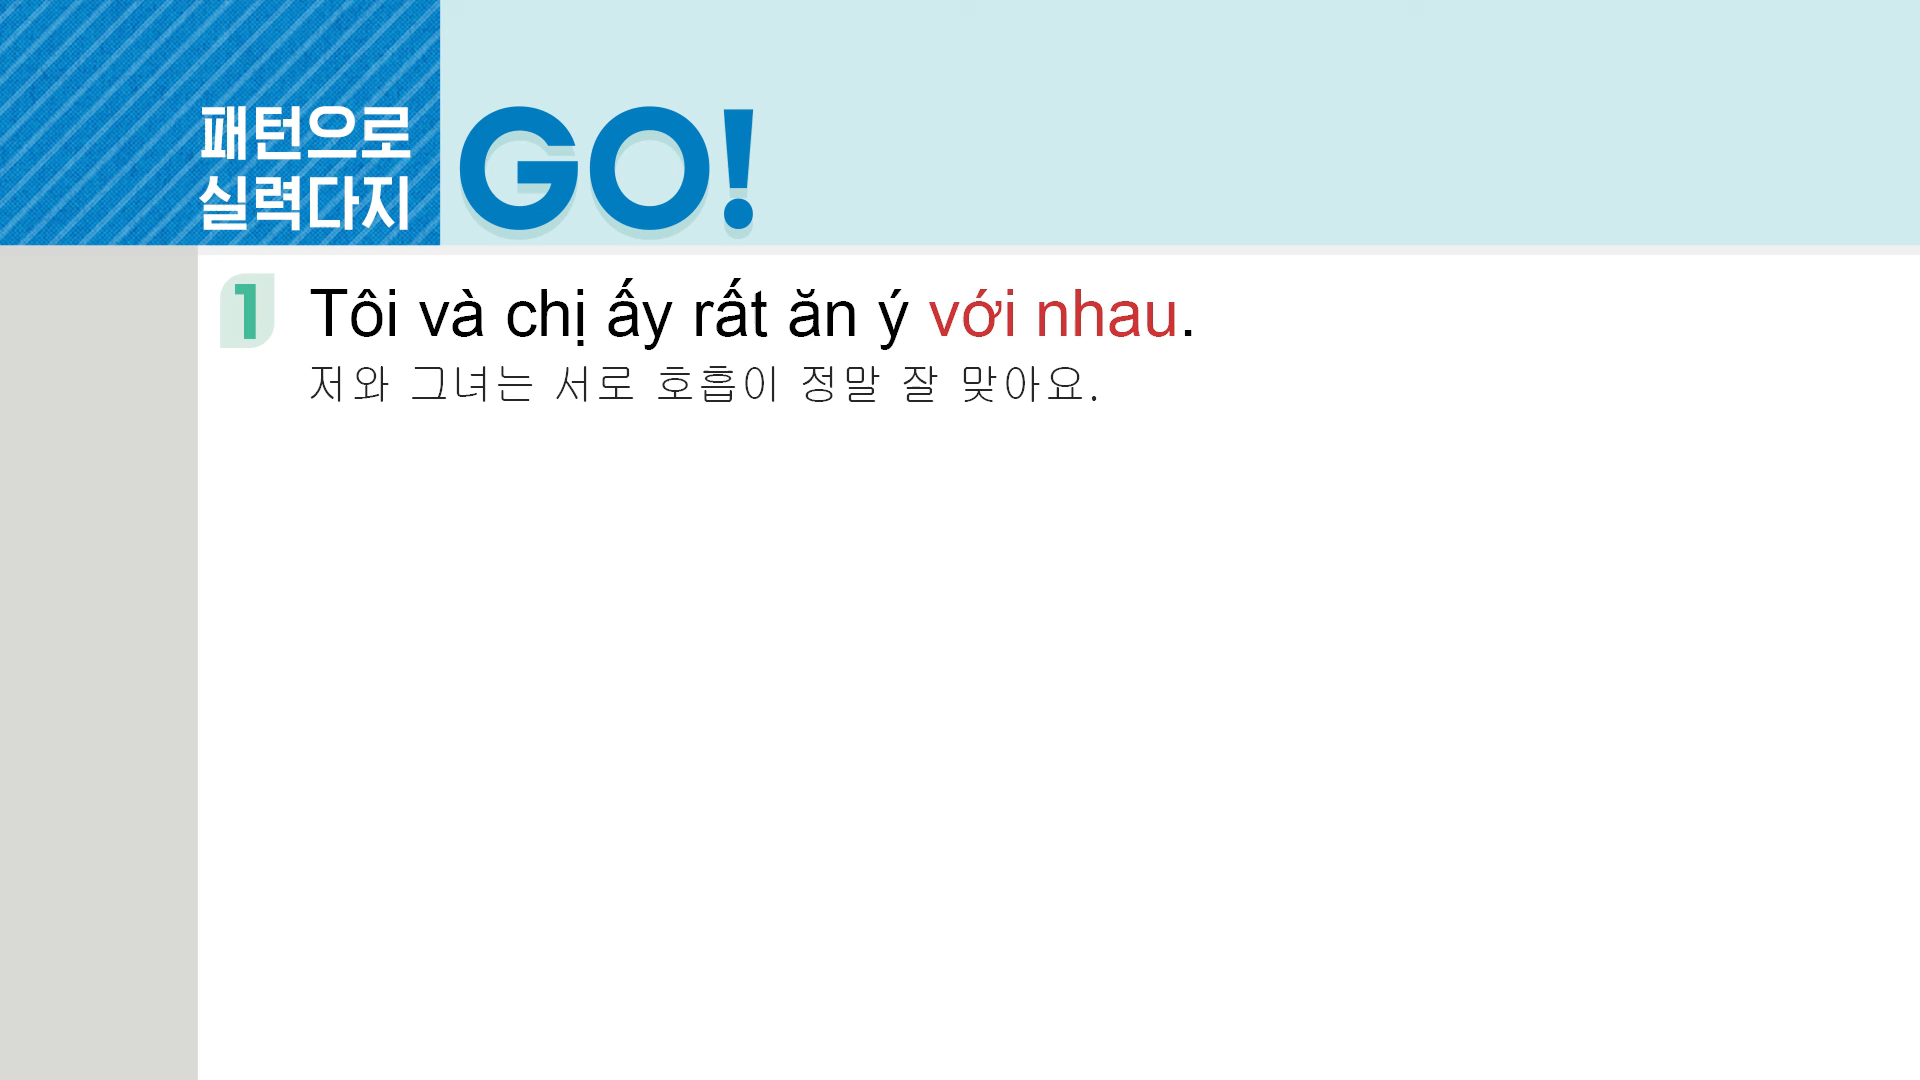 패턴으로
실력다지
GO!
1 Tôi và chị ấy rất ăn ý với nhau.
저와 그녀는 서로 호흡이 정말 잘 맞아요.